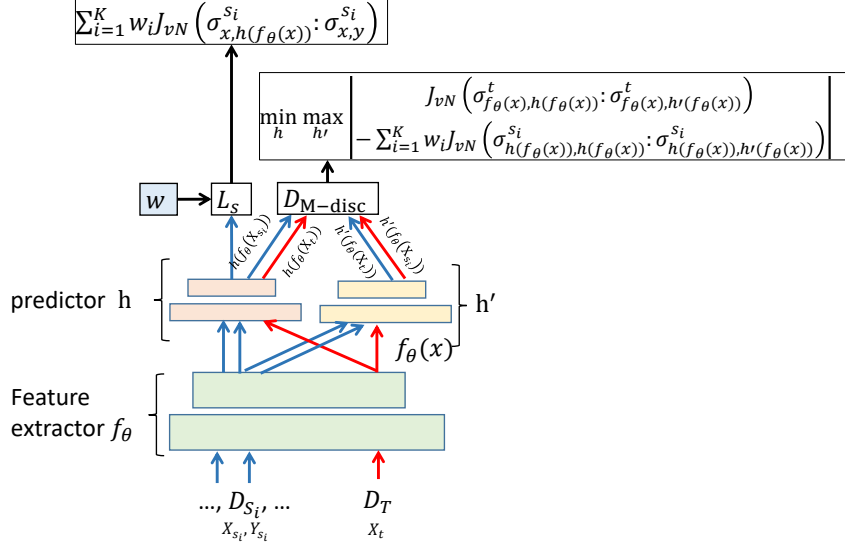 ∑_{i=1}^{K} w_i J_{vN}(σ^{s_i}_{x,h(f_θ(x))}: σ^{s_i}_{x,y})
min_h max_{h′} | J_{vN}(σ^t_{f_θ(x),h(f_θ(x))}: σ^t_{f_θ(x),h′(f_θ(x))})
− ∑_{i=1}^{K} w_i J_{vN}(σ^{s_i}_{h(f_θ(x)),h(f_θ(x))}: σ^{s_i}_{h(f_θ(x)),h′(f_θ(x))}) |
w
L_s
D_{M−disc}
h(f_θ(X_{s_i}))
h(f_θ(X_t))
h′(f_θ(X_t))
h′(f_θ(X_{s_i}))
predictor h
h′
f_θ(x)
Feature
extractor f_θ
…, D_{S_i}, …
D_T
X_{s_i}, Y_{s_i}
X_t